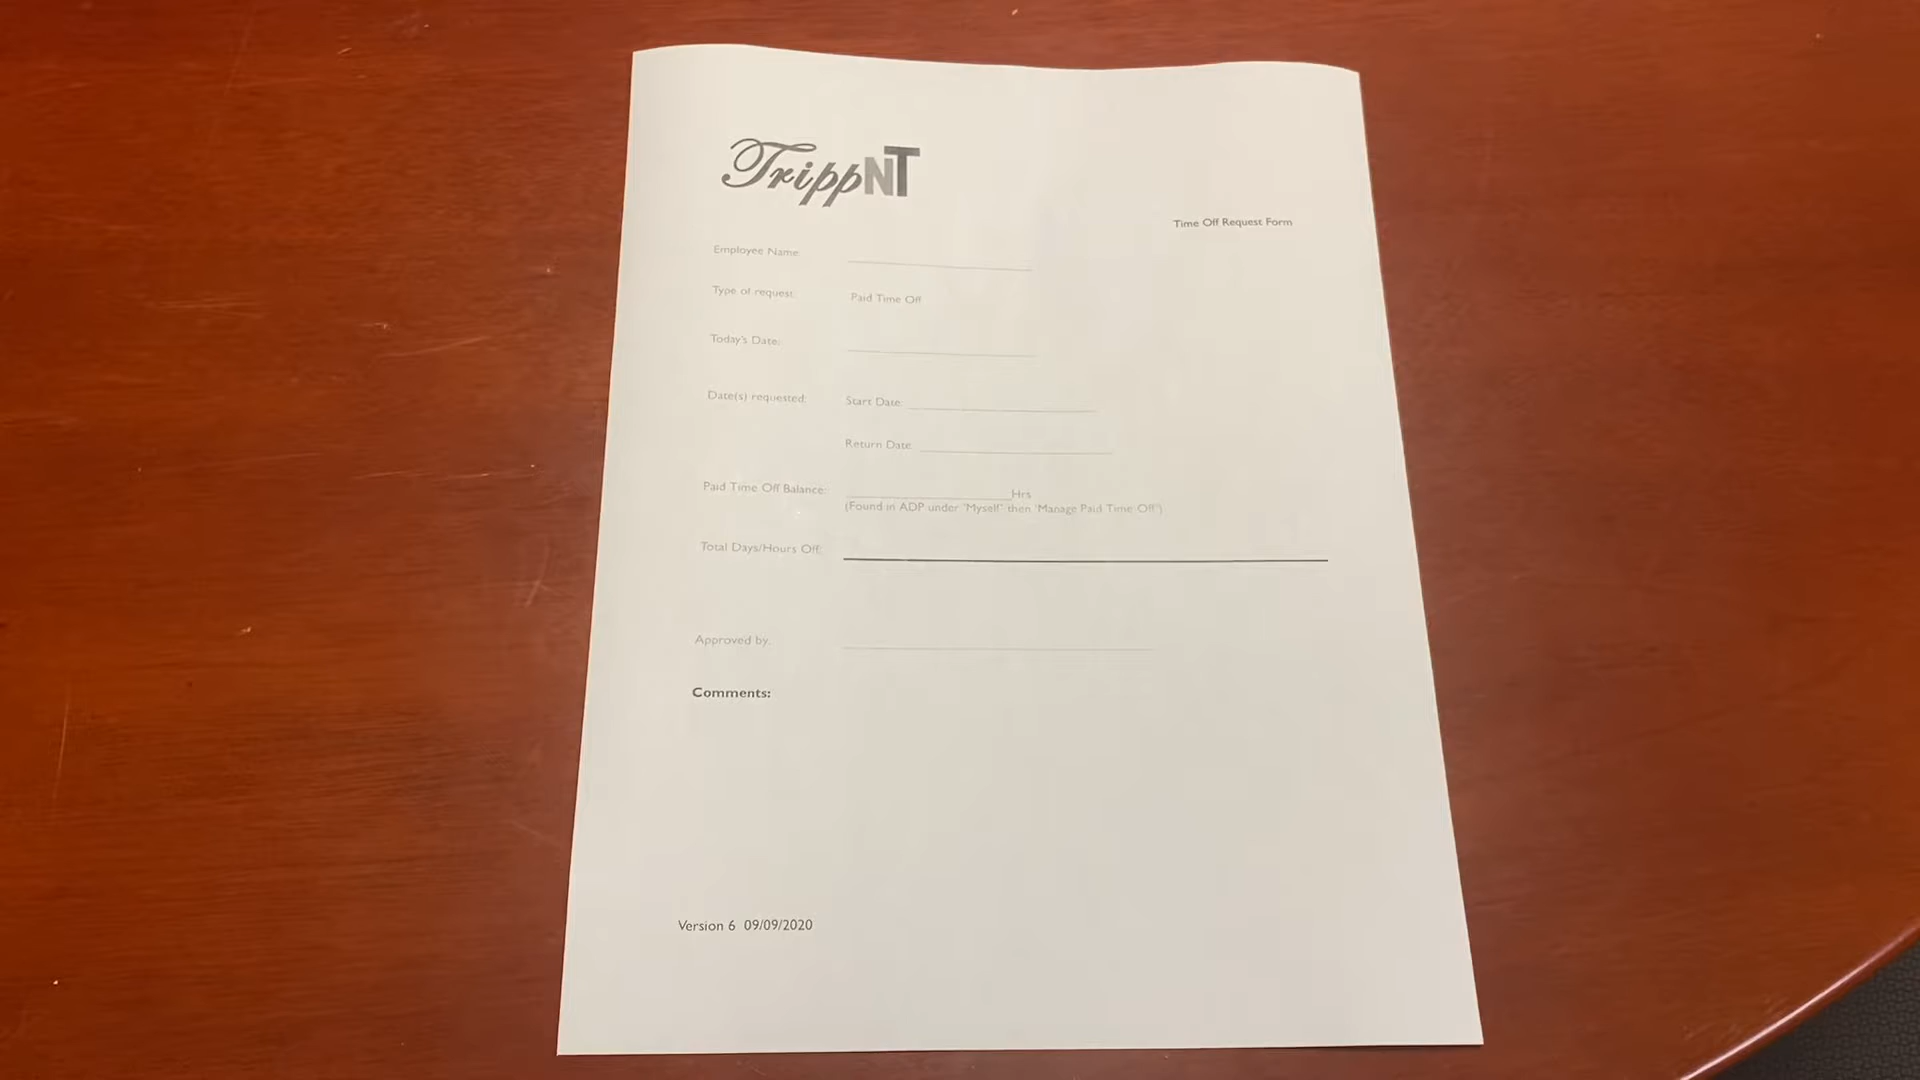 TrippNT
Time Off Request Form
Employee Name
Type of request: Paid Time Off
Today's Date:
Date(s) requested: Start Date:
Return Date
Paid Time Off Balance: Hrs
(Found in ADP under "Myself" then "Manage Paid Time Off")
Total Days/Hours Off:
Approved by:
Comments:
Version 6 09/09/2020